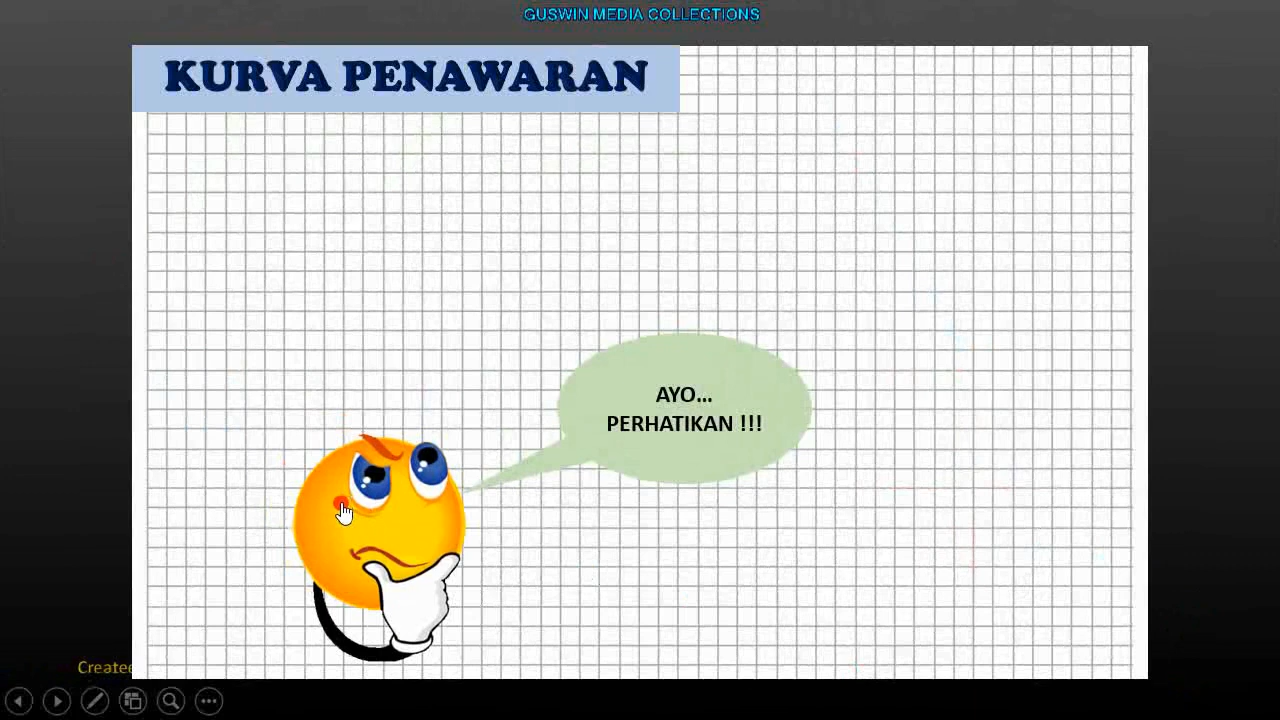 GUSWIN MEDIA COLLECTIONS
KURVA PENAWARAN
AYO...
PERHATIKAN !!!